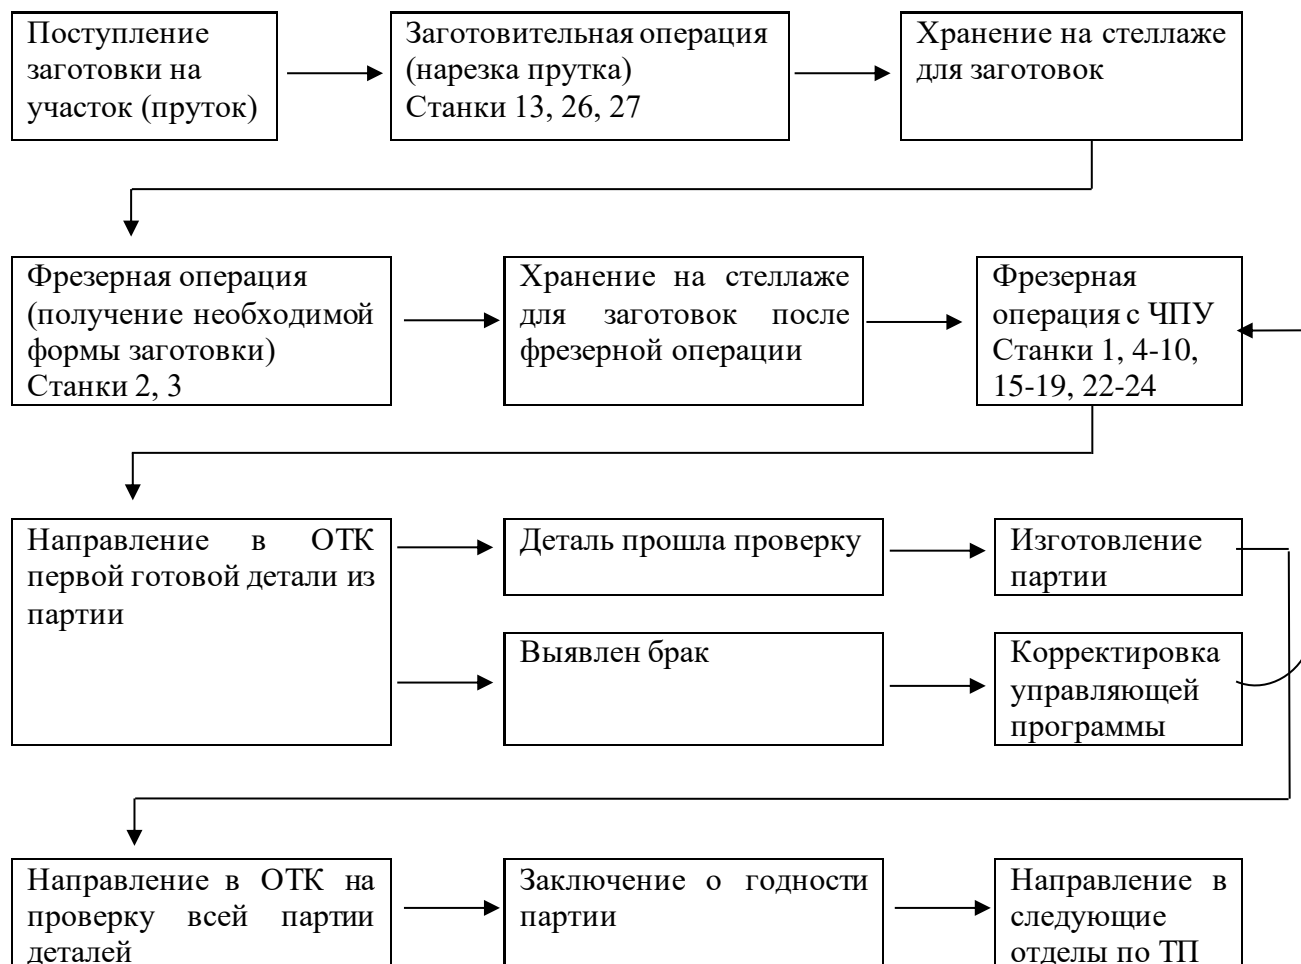 Поступление
заготовки на
участок (пруток)
Заготовительная операция
(нарезка прутка)
Станки 13, 26, 27
Хранение на стеллаже
для заготовок
Фрезерная операция
(получение необходимой
формы заготовки)
Станки 2, 3
Хранение на стеллаже
для заготовок после
фрезерной операции
Фрезерная
операция с ЧПУ
Станки 1, 4-10,
15-19, 22-24
Направление в ОТК
первой готовой детали из
партии
Деталь прошла проверку
Изготовление
партии
Выявлен брак
Корректировка
управляющей
программы
Направление в ОТК на
проверку всей партии
деталей
Заключение о годности
партии
Направление в
следующие
отделы по ТП